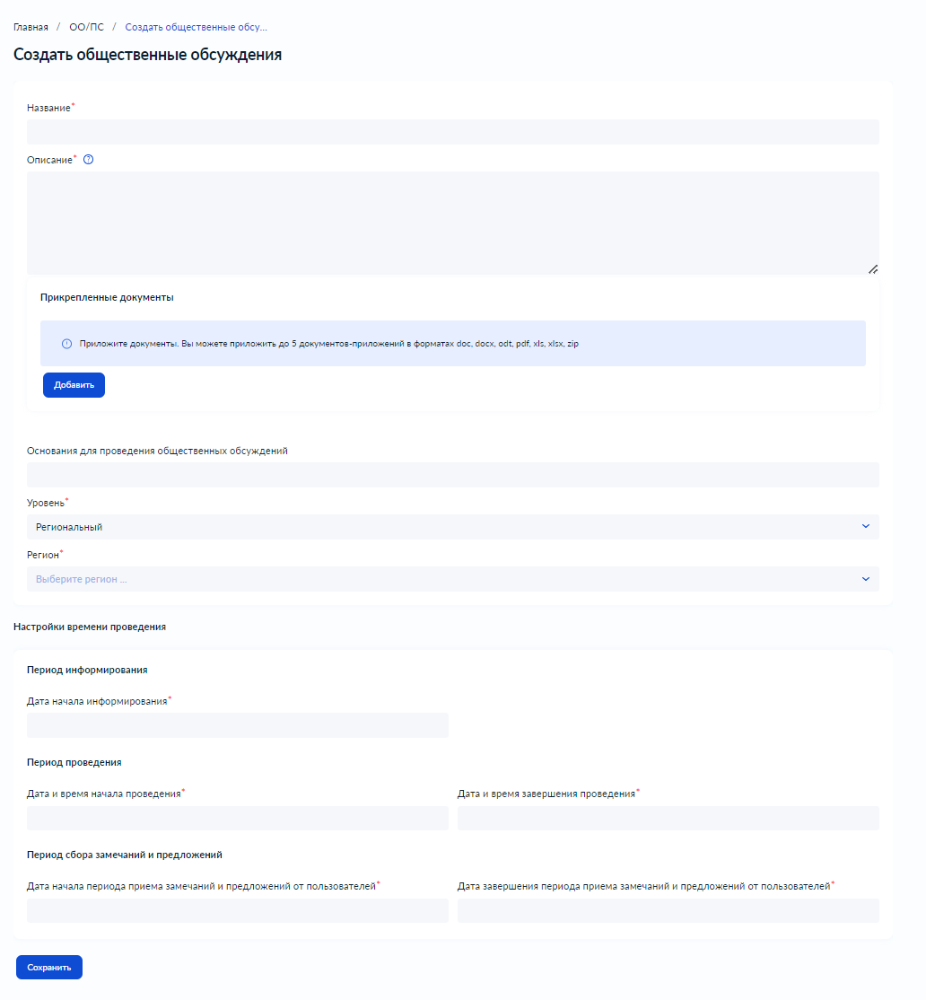 Главная / ОО/ПС / Создать общественные обсу...
Создать общественные обсуждения
Название*
Описание*
Прикрепленные документы
Приложите документы. Вы можете приложить до 5 документов-приложений в форматах doc, docx, odt, pdf, xls, xlsx, zip
Добавить
Основания для проведения общественных обсуждений
Уровень*
Региональный
Регион*
Выберите регион ...
Настройки времени проведения
Период информирования
Дата начала информирования*
Период проведения
Дата и время начала проведения* Дата и время завершения проведения*
Период сбора замечаний и предложений
Дата начала периода приема замечаний и предложений от пользователей* Дата завершения периода приема замечаний и предложений от пользователей*
Сохранить